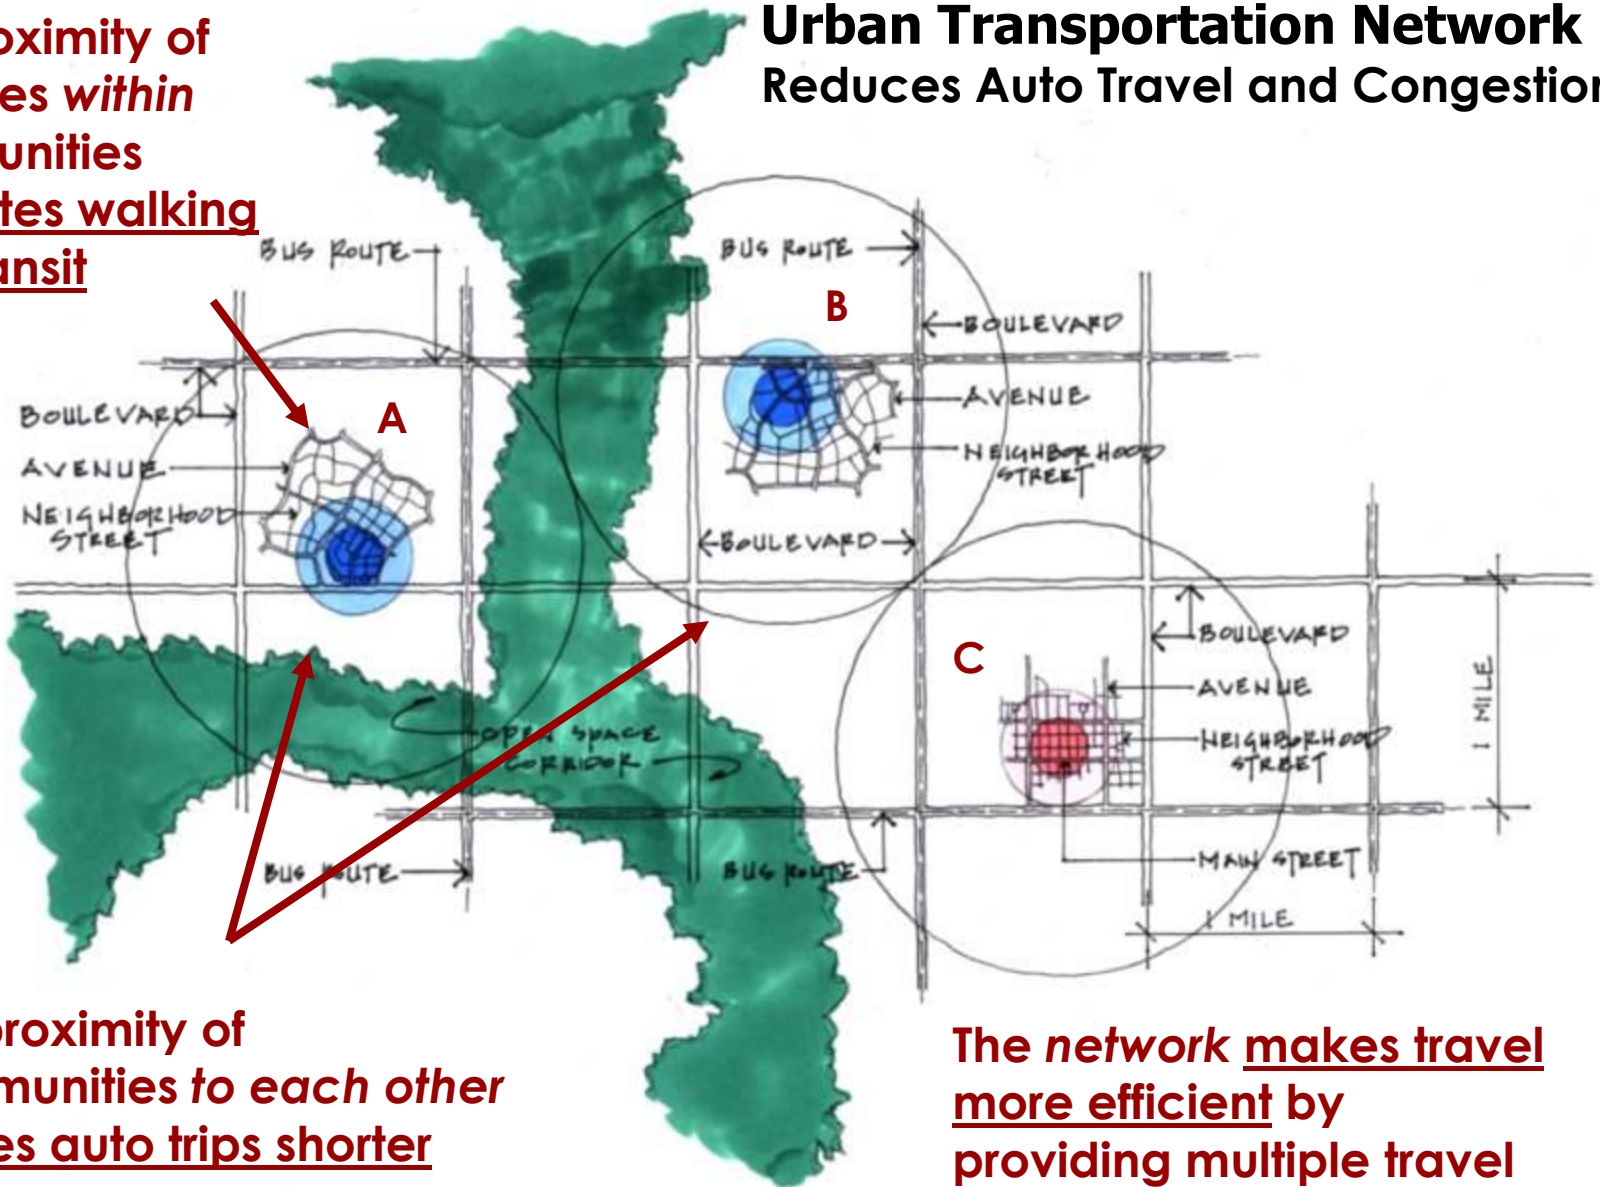 Urban Transportation Network
Reduces Auto Travel and Congestion
oximity of
es within
unities
tes walking
ansit
BUS ROUTE
BUS ROUTE
B
BOULEVARD
BOULEVARD
A
AVENUE
AVENUE
NEIGHBORHOOD
STREET
NEIGHBORHOOD
STREET
BOULEVARD
C
BOULEVARD
AVENUE
1 MILE
OPEN SPACE
CORRIDOR
NEIGHBORHOOD
STREET
BUS ROUTE
BUS ROUTE
MAIN STREET
1 MILE
proximity of
munities to each other
es auto trips shorter
The network makes travel
more efficient by
providing multiple travel